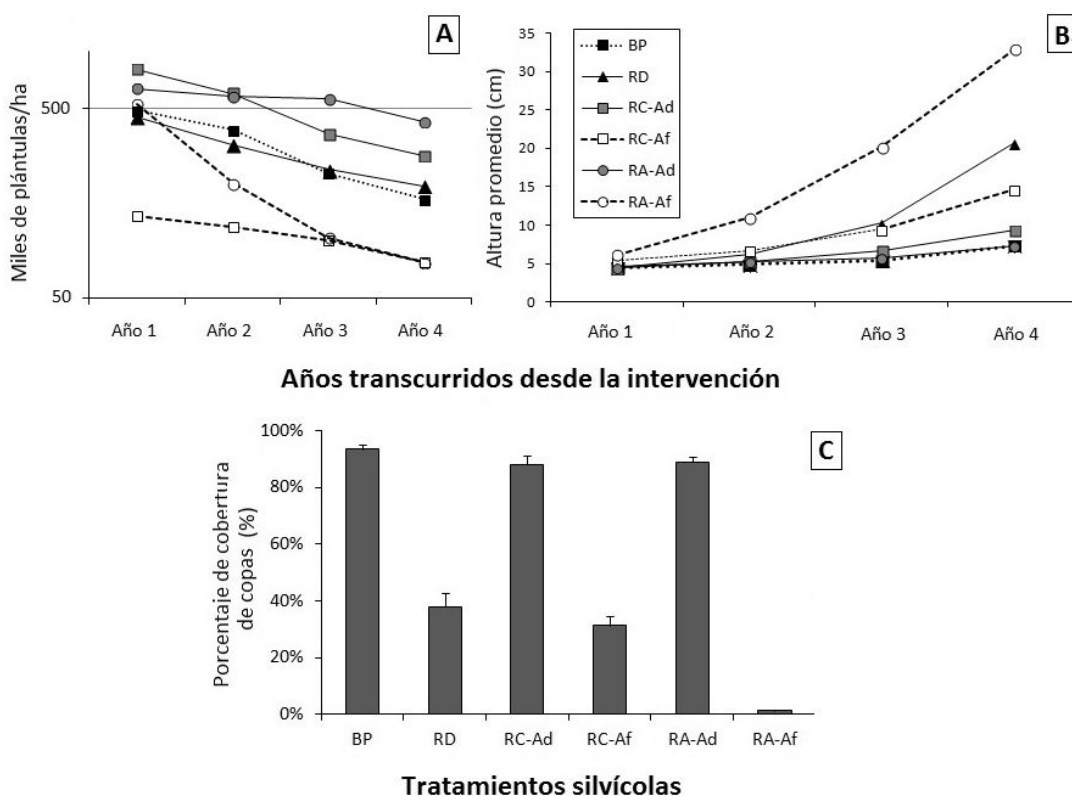 A
Miles de plántulas/ha
500
50
Año 1 Año 2 Año 3 Año 4
B
Altura promedio (cm)
35
30
25
20
15
10
5
0
BP
RD
RC-Ad
RC-Af
RA-Ad
RA-Af
Año 1 Año 2 Año 3 Año 4
Años transcurridos desde la intervención
C
Porcentaje de cobertura
de copas (%)
100%
80%
60%
40%
20%
0%
BP RD RC-Ad RC-Af RA-Ad RA-Af
Tratamientos silvícolas